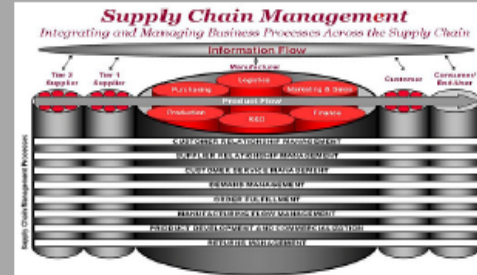 Supply Chain Management
Integrating and Managing Business Processes Across the Supply Chain
Information Flow
Tier 2
Supplier
Tier 1
Supplier
Manufacturer
Customer
Consumer/
End-User
Logistics
Purchasing
Marketing & Sales
Product Flow
Production
R&D
Finance
Supply Chain Management Processes
CUSTOMER RELATIONSHIP MANAGEMENT
SUPPLIER RELATIONSHIP MANAGEMENT
CUSTOMER SERVICE MANAGEMENT
DEMAND MANAGEMENT
ORDER FULFILLMENT
MANUFACTURING FLOW MANAGEMENT
PRODUCT DEVELOPMENT AND COMMERCIALIZATION
RETURNS MANAGEMENT